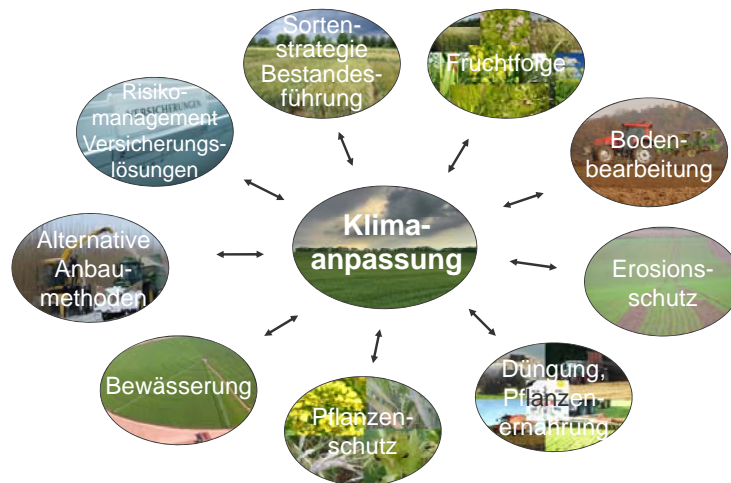 Sorten-
strategie
Bestandes-
führung
Fruchtfolge
Risiko-
management
Versicherungs-
lösungen
VERSICHERUNGEN
Boden-
bearbeitung
Klima-
anpassung
Alternative
Anbau-
methoden
Erosions-
schutz
Bewässerung
Pflanzen-
schutz
Düngung,
Pflanzen-
ernährung